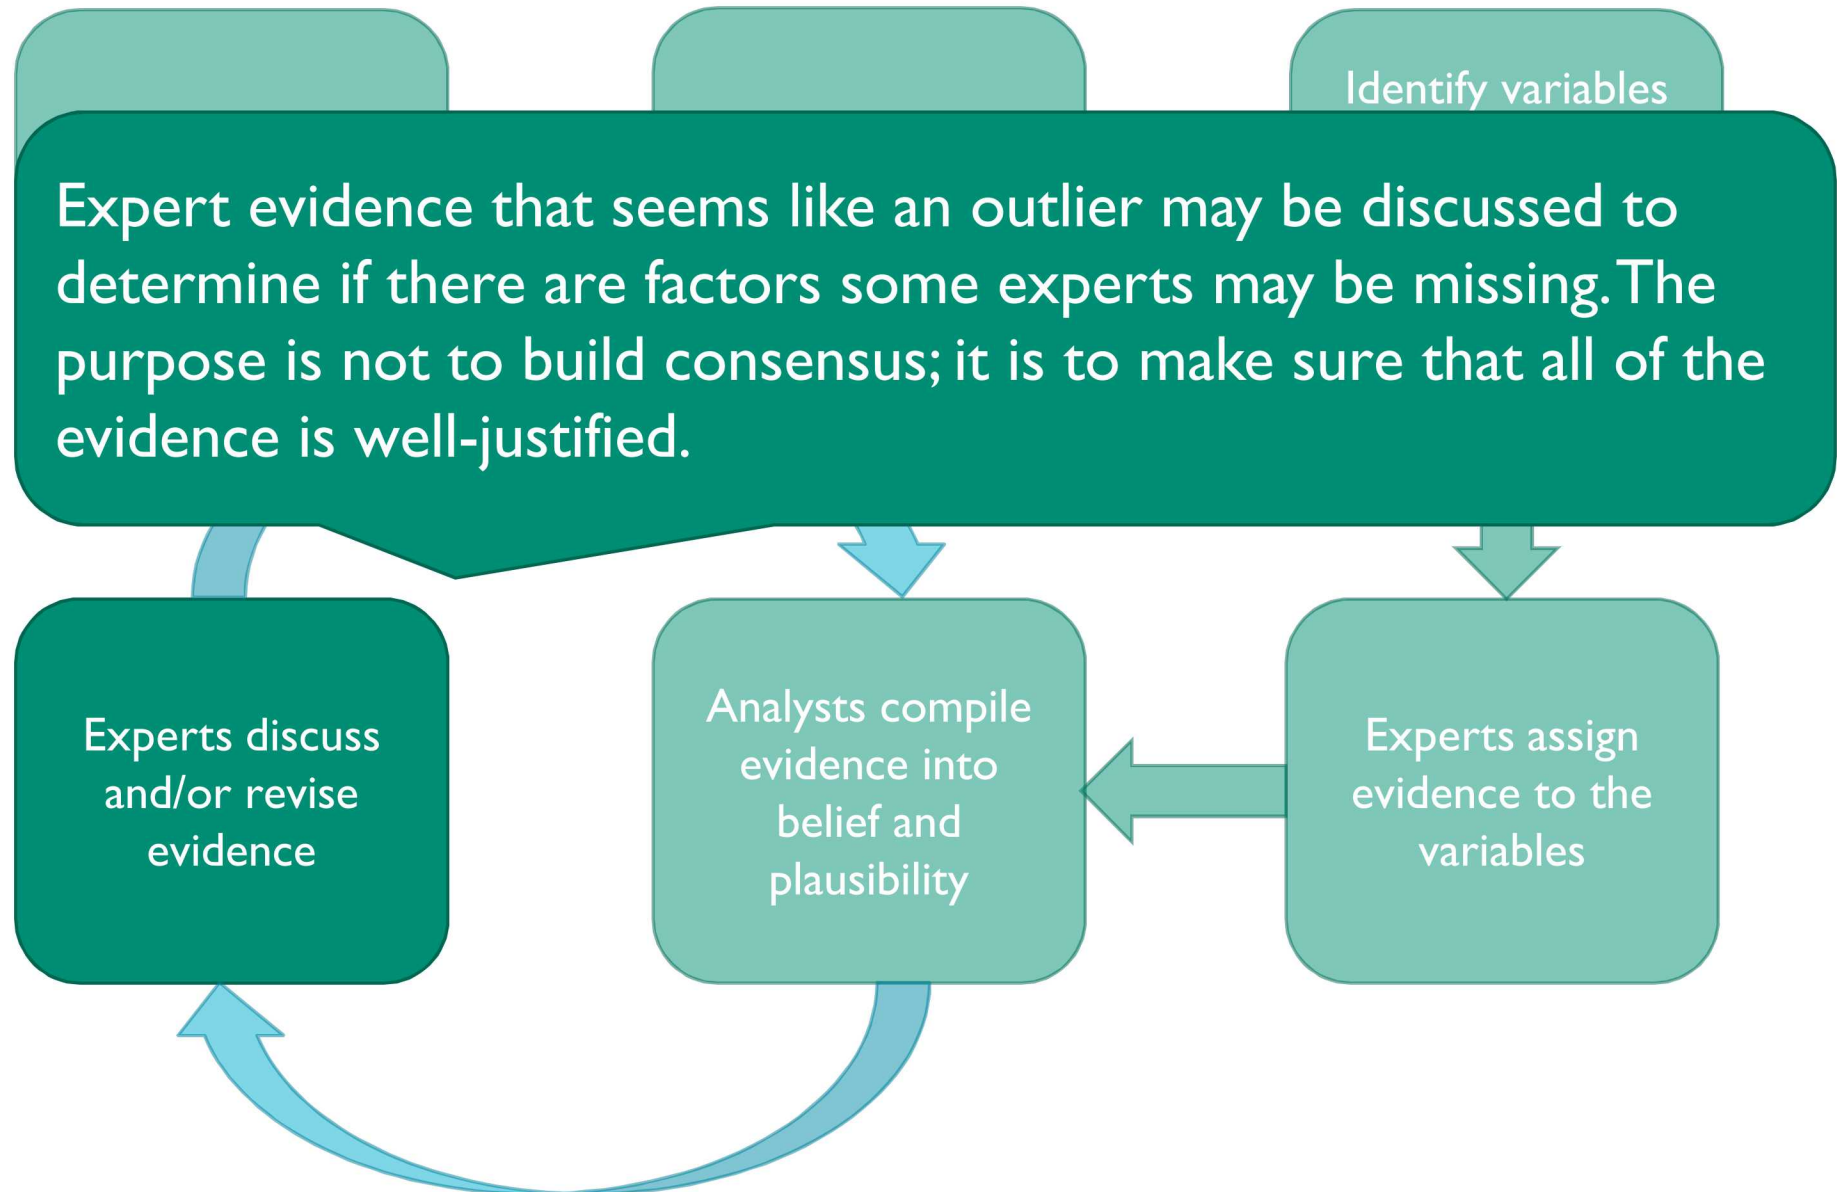 Identify variables
Expert evidence that seems like an outlier may be discussed to
determine if there are factors some experts may be missing. The
purpose is not to build consensus; it is to make sure that all of the
evidence is well-justified.
Experts discuss
and/or revise
evidence
Analysts compile
evidence into
belief and
plausibility
Experts assign
evidence to the
variables